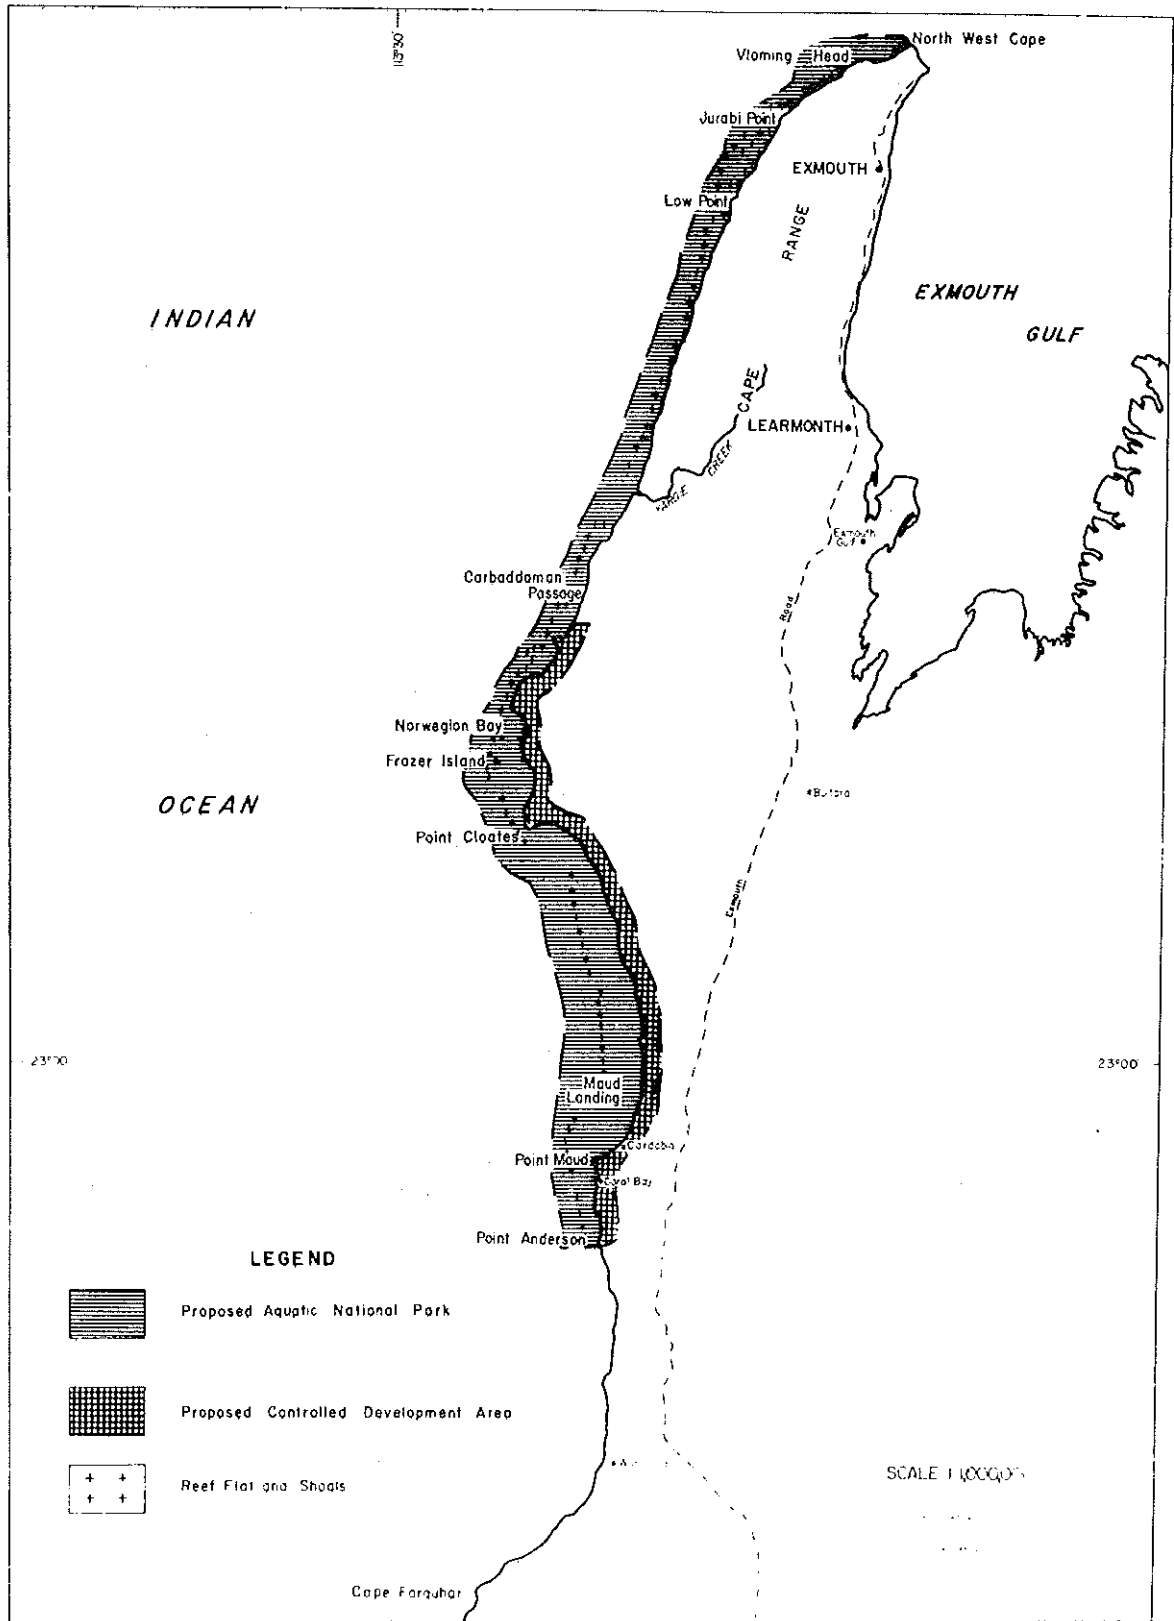 113°30'
North West Cape
Vlaming Head
Jurabi Point
EXMOUTH
Low Point
RANGE
INDIAN
EXMOUTH
GULF
CAPE
LEARMONTH
CREEK
Exmouth
Gulf
Carbaddaman
Passage
Road
Norwegian Bay
Frazer Island
OCEAN
Point Cloates
Exmouth
23°00
23°00'
Maud
Landing
Cardabia
Point Maud
Coral Bay
Point Anderson
LEGEND
Proposed Aquatic National Park
Proposed Controlled Development Area
Reef Flat and Shoals
SCALE
Cape Farquhar